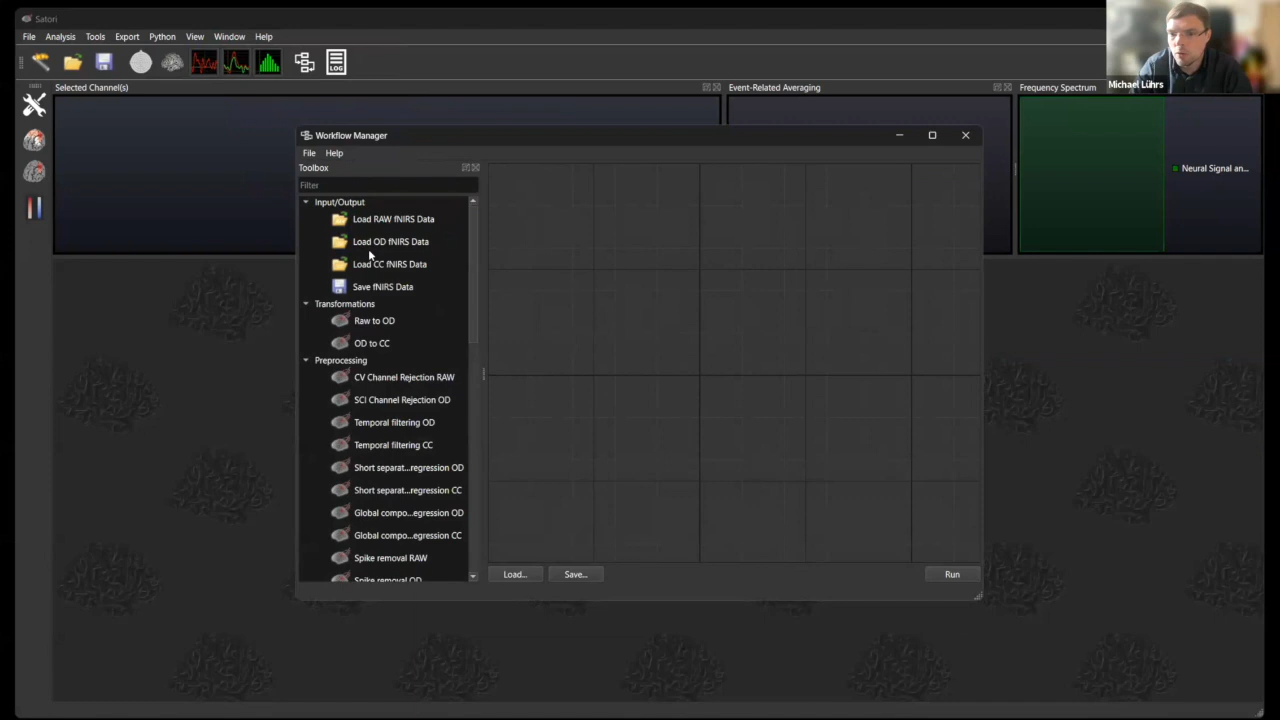 Satori
File Analysis Tools Export Python View Window Help
LOG
Michael Lührs
Selected Channel(s)
Event-Related Averaging
Frequency Spectrum
Neural Signal an...
Workflow Manager
File Help
Toolbox
Filter
Input/Output
Load RAW fNIRS Data
Load OD fNIRS Data
Load CC fNIRS Data
Save fNIRS Data
Transformations
Raw to OD
OD to CC
Preprocessing
CV Channel Rejection RAW
SCI Channel Rejection OD
Temporal filtering OD
Temporal filtering CC
Short separat...regression OD
Short separat...regression CC
Global compo...egression OD
Global compo...egression CC
Spike removal RAW
Spike removal OD
Load... Save... Run